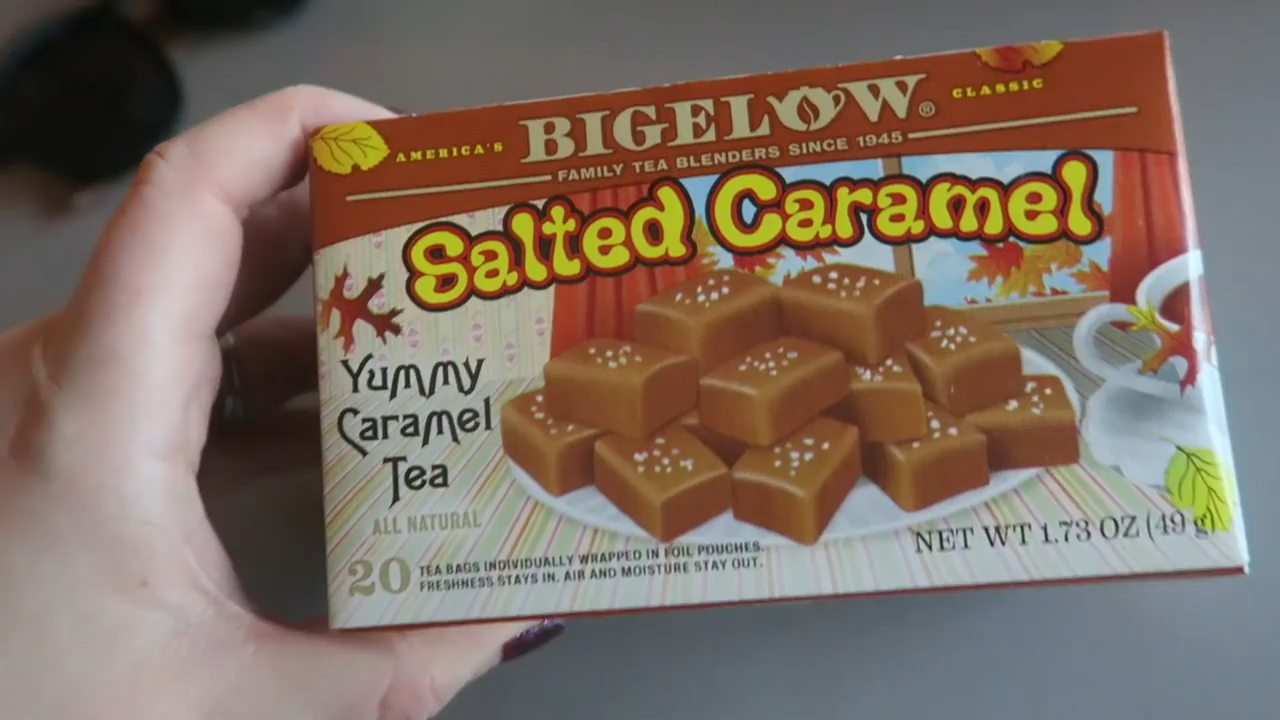 AMERICA'S BIGELOW® CLASSIC
FAMILY TEA BLENDERS SINCE 1945
Salted Caramel
Yummy
Caramel
Tea
ALL NATURAL
20 TEA BAGS INDIVIDUALLY WRAPPED IN FOIL POUCHES.
FRESHNESS STAYS IN. AIR AND MOISTURE STAY OUT.
NET WT 1.73 OZ (49 g)